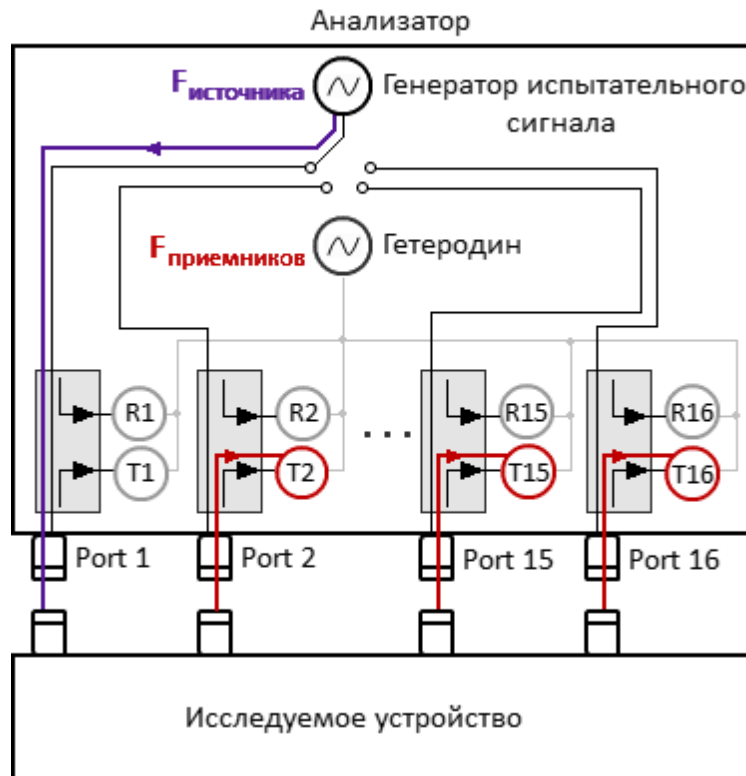 Анализатор
Fисточника
Генератор испытательного
сигнала
Fприемников
Гетеродин
R1
R2
R15
R16
...
T1
T2
T15
T16
Port 1
Port 2
Port 15
Port 16
Исследуемое устройство